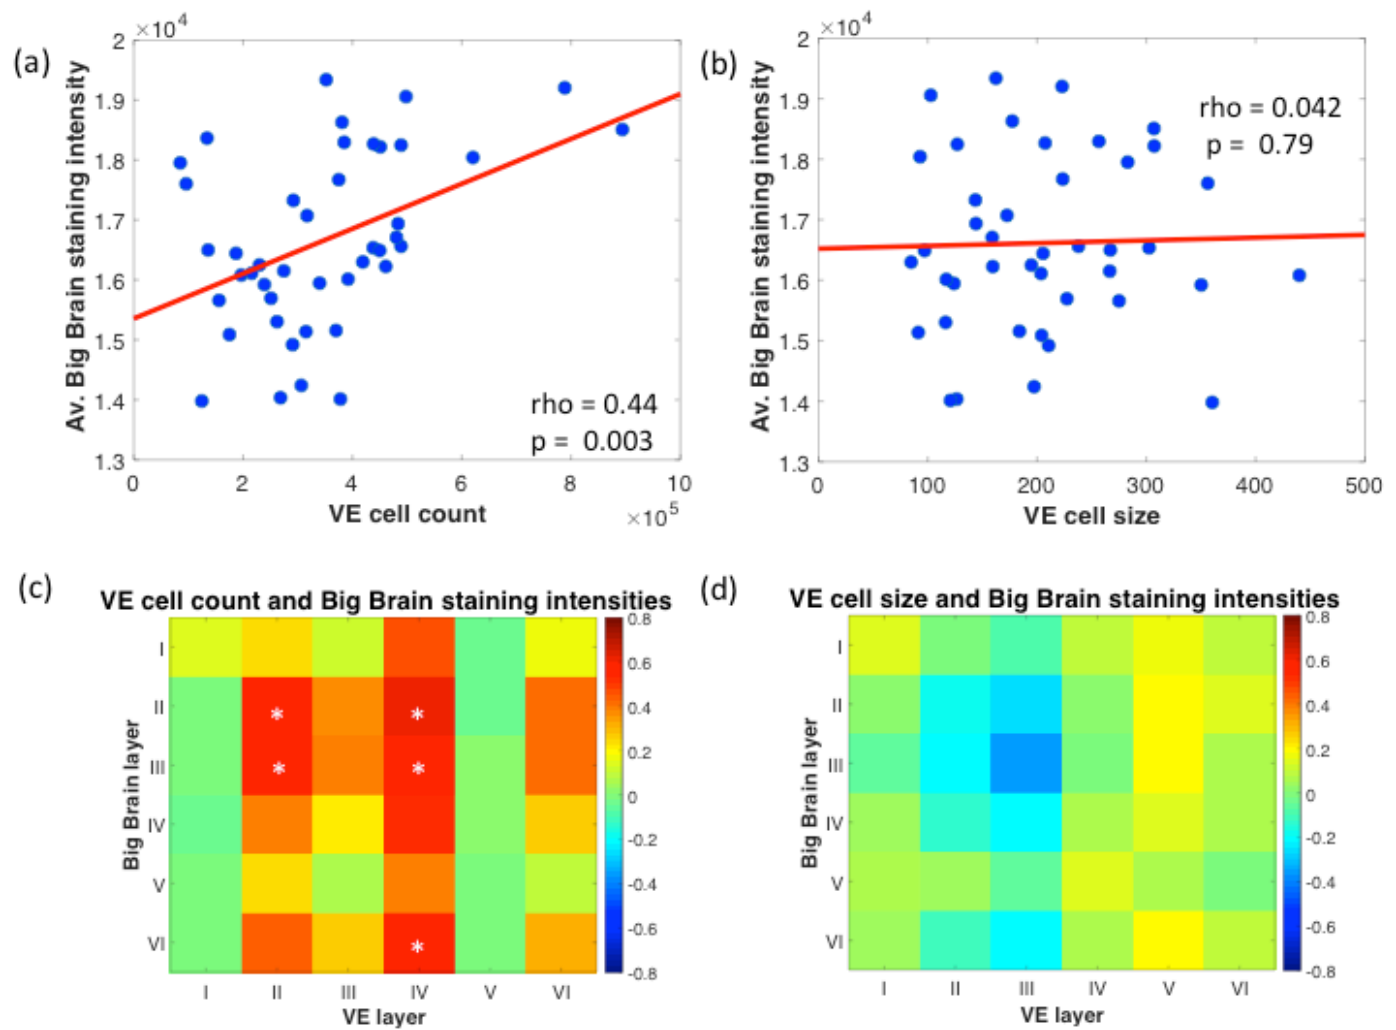 (a)
×10⁴
2
1.9
1.8
1.7
1.6
1.5
1.4
1.3
Av. Big Brain staining intensity
0 2 4 6 8 10
VE cell count
×10⁵
rho = 0.44
p = 0.003
(b)
×10⁴
2
1.9
1.8
1.7
1.6
1.5
1.4
1.3
Av. Big Brain staining intensity
0 100 200 300 400 500
VE cell size
rho = 0.042
p = 0.79
(c)
VE cell count and Big Brain staining intensities
I
II
III
IV
V
VI
Big Brain layer
* *
* *
*
I II III IV V VI
VE layer
0.8
0.6
0.4
0.2
0
-0.2
-0.4
-0.6
-0.8
(d)
VE cell size and Big Brain staining intensities
I
II
III
IV
V
VI
Big Brain layer
I II III IV V VI
VE layer
0.8
0.6
0.4
0.2
0
-0.2
-0.4
-0.6
-0.8